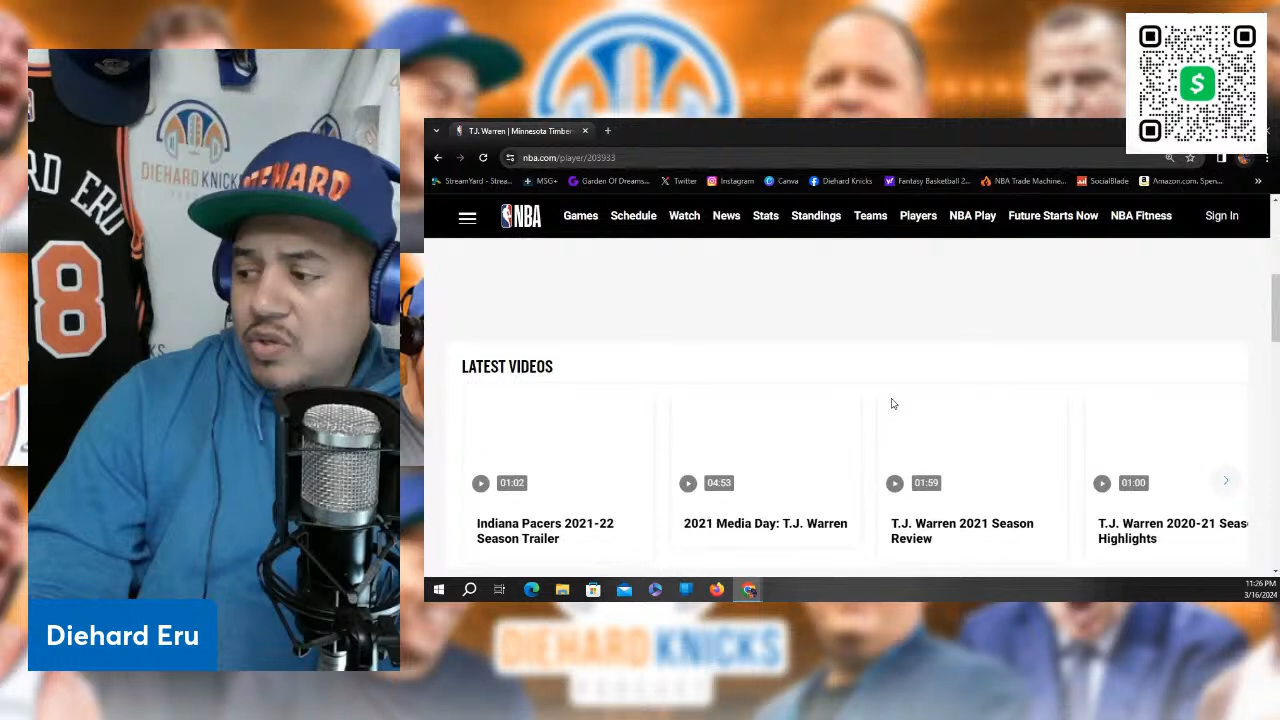 T.J. Warren | Minnesota Timber
nba.com/player/203933
StreamYard - Strea...
MSG+
Garden Of Dreams...
Twitter
Instagram
Canva
Diehard Knicks
Fantasy Basketball 2...
NBA Trade Machine...
SocialBlade
Amazon.com. Spen...
NBA
Games
Schedule
Watch
News
Stats
Standings
Teams
Players
NBA Play
Future Starts Now
NBA Fitness
Sign In
LATEST VIDEOS
01:02
04:53
01:59
01:00
Indiana Pacers 2021-22
Season Trailer
2021 Media Day: T.J. Warren
T.J. Warren 2021 Season
Review
T.J. Warren 2020-21 Seas
Highlights
11:26 PM
3/16/2024
RD ERU
8
DIEHARD KNICKS
DIEHARD
Diehard Eru
$
DIEHARD KNICKS
PODCAST